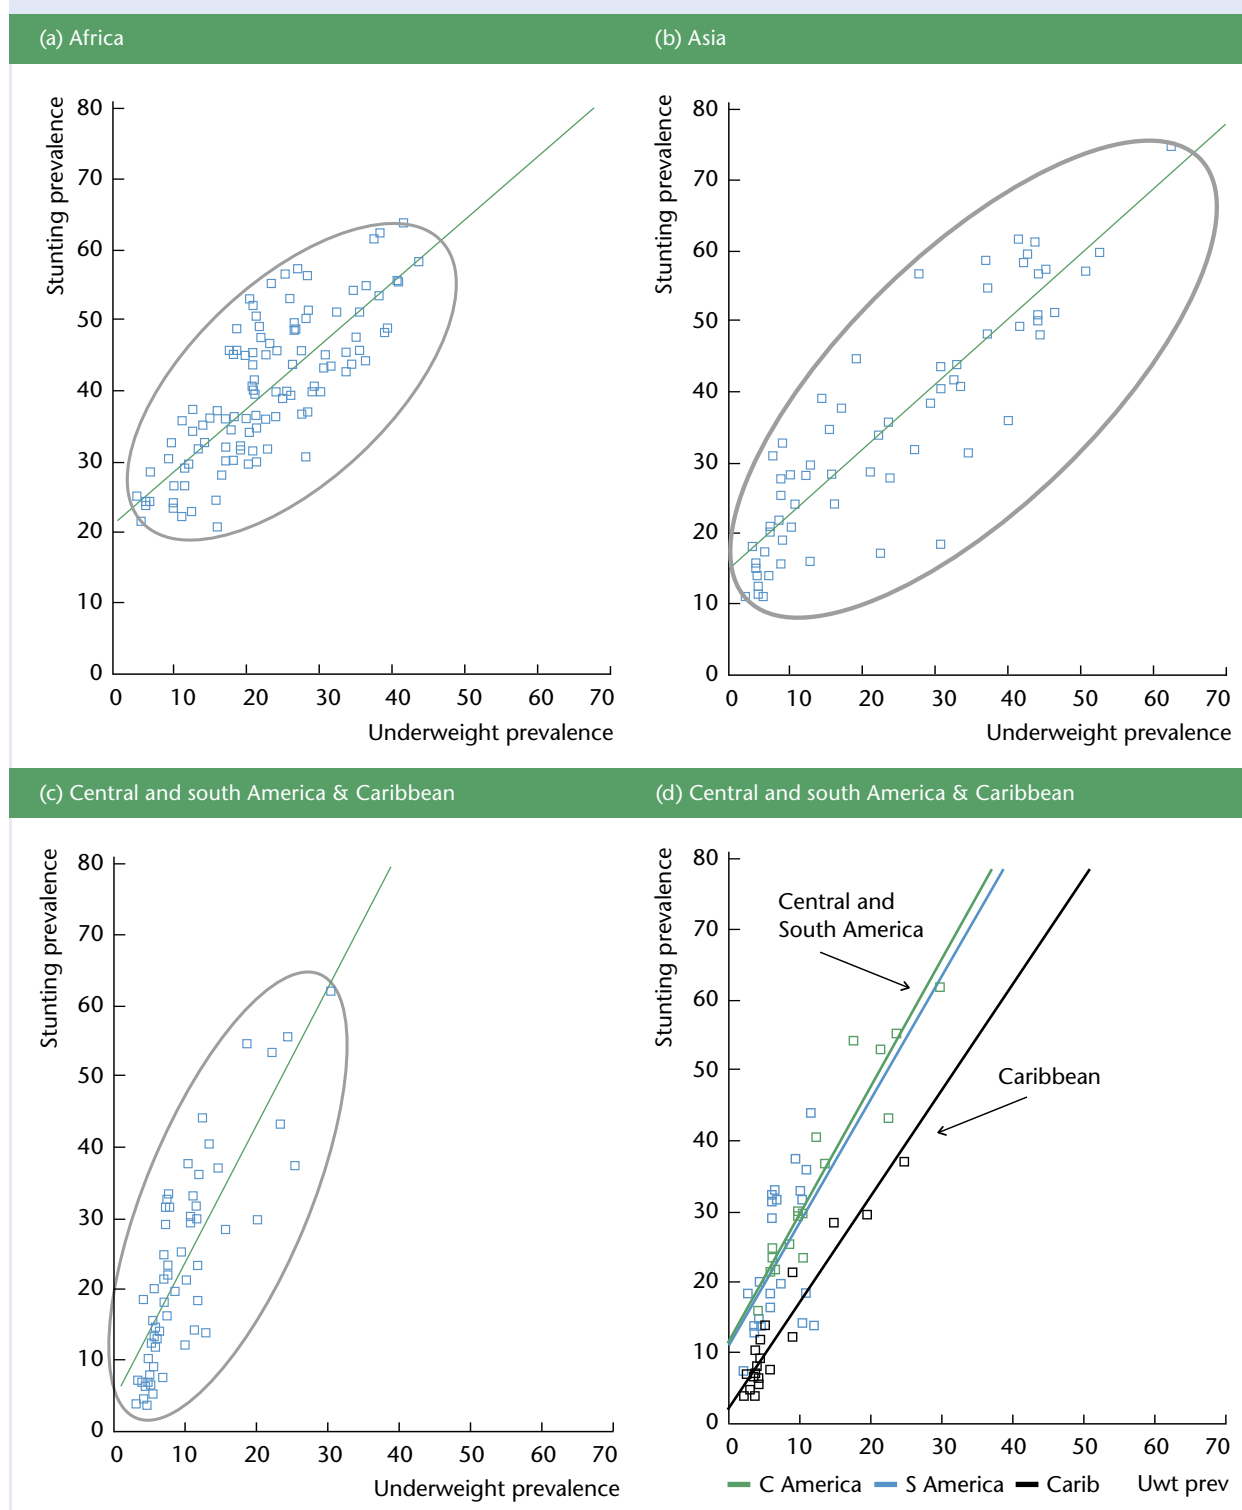 (a) Africa
Stunting prevalence
80
70
60
50
40
30
20
10
0
0 10 20 30 40 50 60 70
Underweight prevalence
(b) Asia
Stunting prevalence
80
70
60
50
40
30
20
10
0
0 10 20 30 40 50 60 70
Underweight prevalence
(c) Central and south America & Caribbean
Stunting prevalence
80
70
60
50
40
30
20
10
0
0 10 20 30 40 50 60 70
Underweight prevalence
(d) Central and south America & Caribbean
Stunting prevalence
80
70
60
50
40
30
20
10
0
Central and
South America
Caribbean
0 10 20 30 40 50 60 70
C America S America Carib Uwt prev